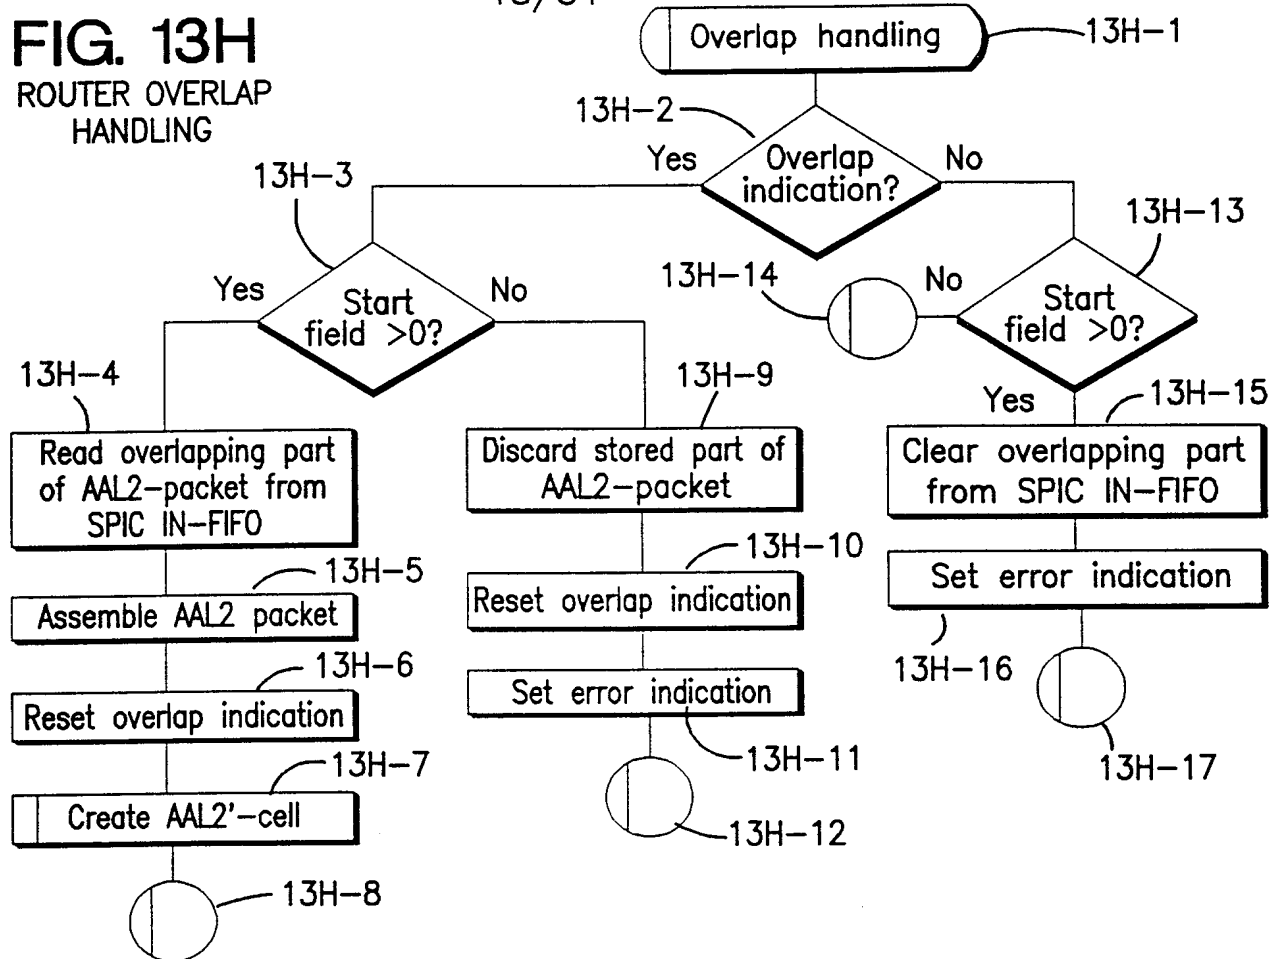 FIG. 13H
ROUTER OVERLAP
HANDLING
Overlap handling
13H-1
13H-2
Yes
Overlap
indication?
No
13H-3
Yes
Start
field >0?
No
13H-13
13H-14
No
Start
field >0?
Yes
13H-4
Read overlapping part
of AAL2-packet from
SPIC IN-FIFO
13H-5
Assemble AAL2 packet
13H-6
Reset overlap indication
13H-7
Create AAL2'-cell
13H-8
13H-9
Discard stored part of
AAL2-packet
13H-10
Reset overlap indication
Set error indication
13H-11
13H-12
13H-15
Clear overlapping part
from SPIC IN-FIFO
Set error indication
13H-16
13H-17